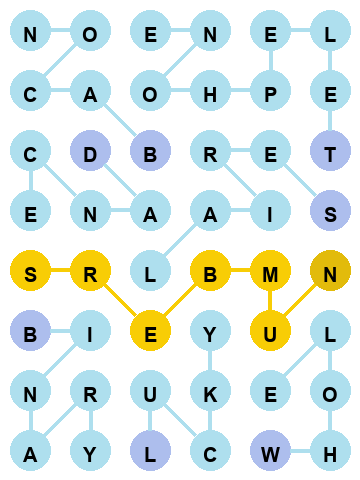 N O E N E L
C A O H P E
C D B R E T
E N A A I S
S R L B M N
B I E Y U L
N R U K E O
A Y L C W H